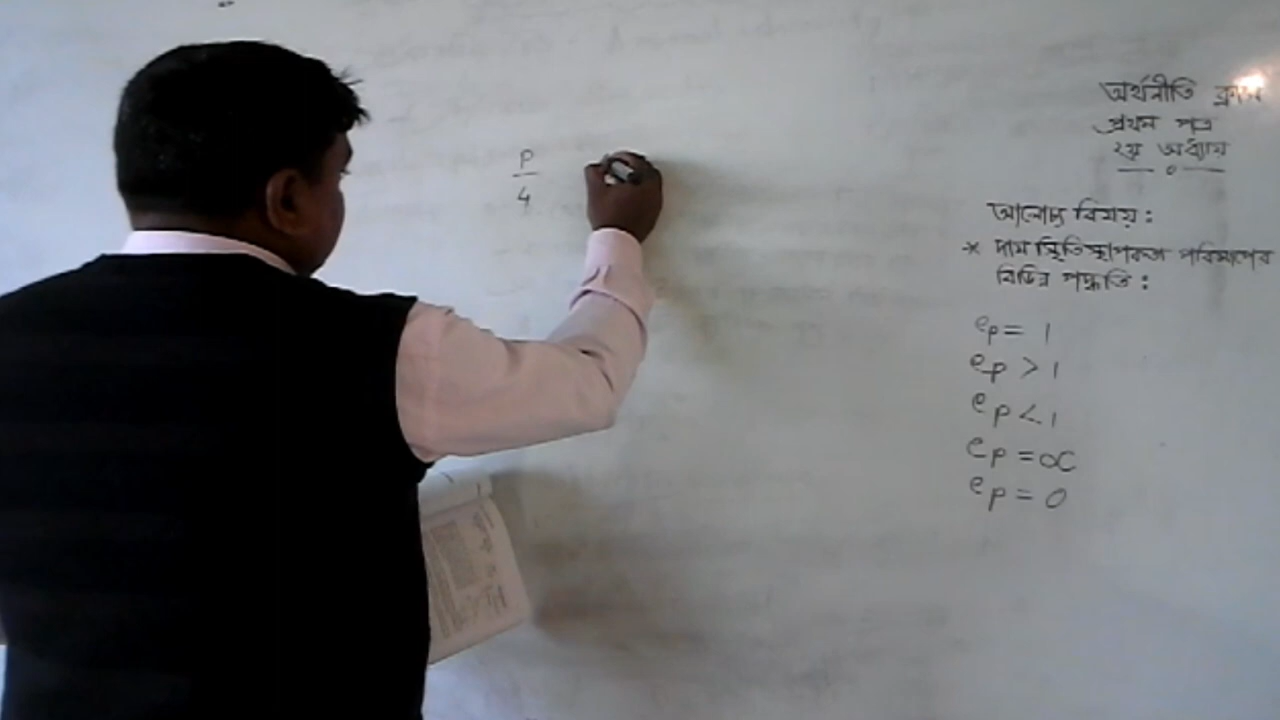 P
4
অর্থনীতি ক্লাস
প্রথম পত্র
২য় অধ্যায়
আলোচ্য বিষয় :
* দাম স্থিতিস্থাপকতা পরিমাপের
বিভিন্ন পদ্ধতি :
eP = 1
eP > 1
eP < 1
eP = ∞
eP = 0